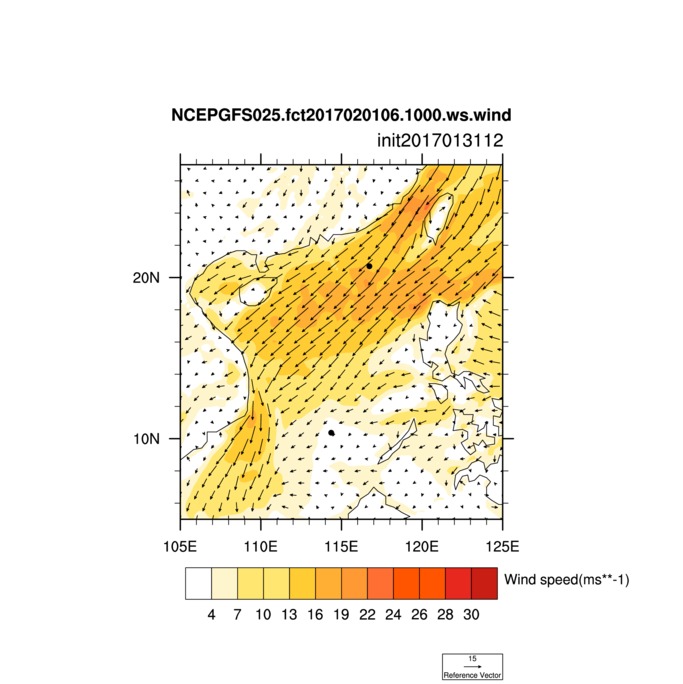 NCEPGFS025.fct2017020106.1000.ws.wind
init2017013112
20N
10N
105E 110E 115E 120E 125E
Wind speed(ms**-1)
4 7 10 13 16 19 22 24 26 28 30
15
Reference Vector